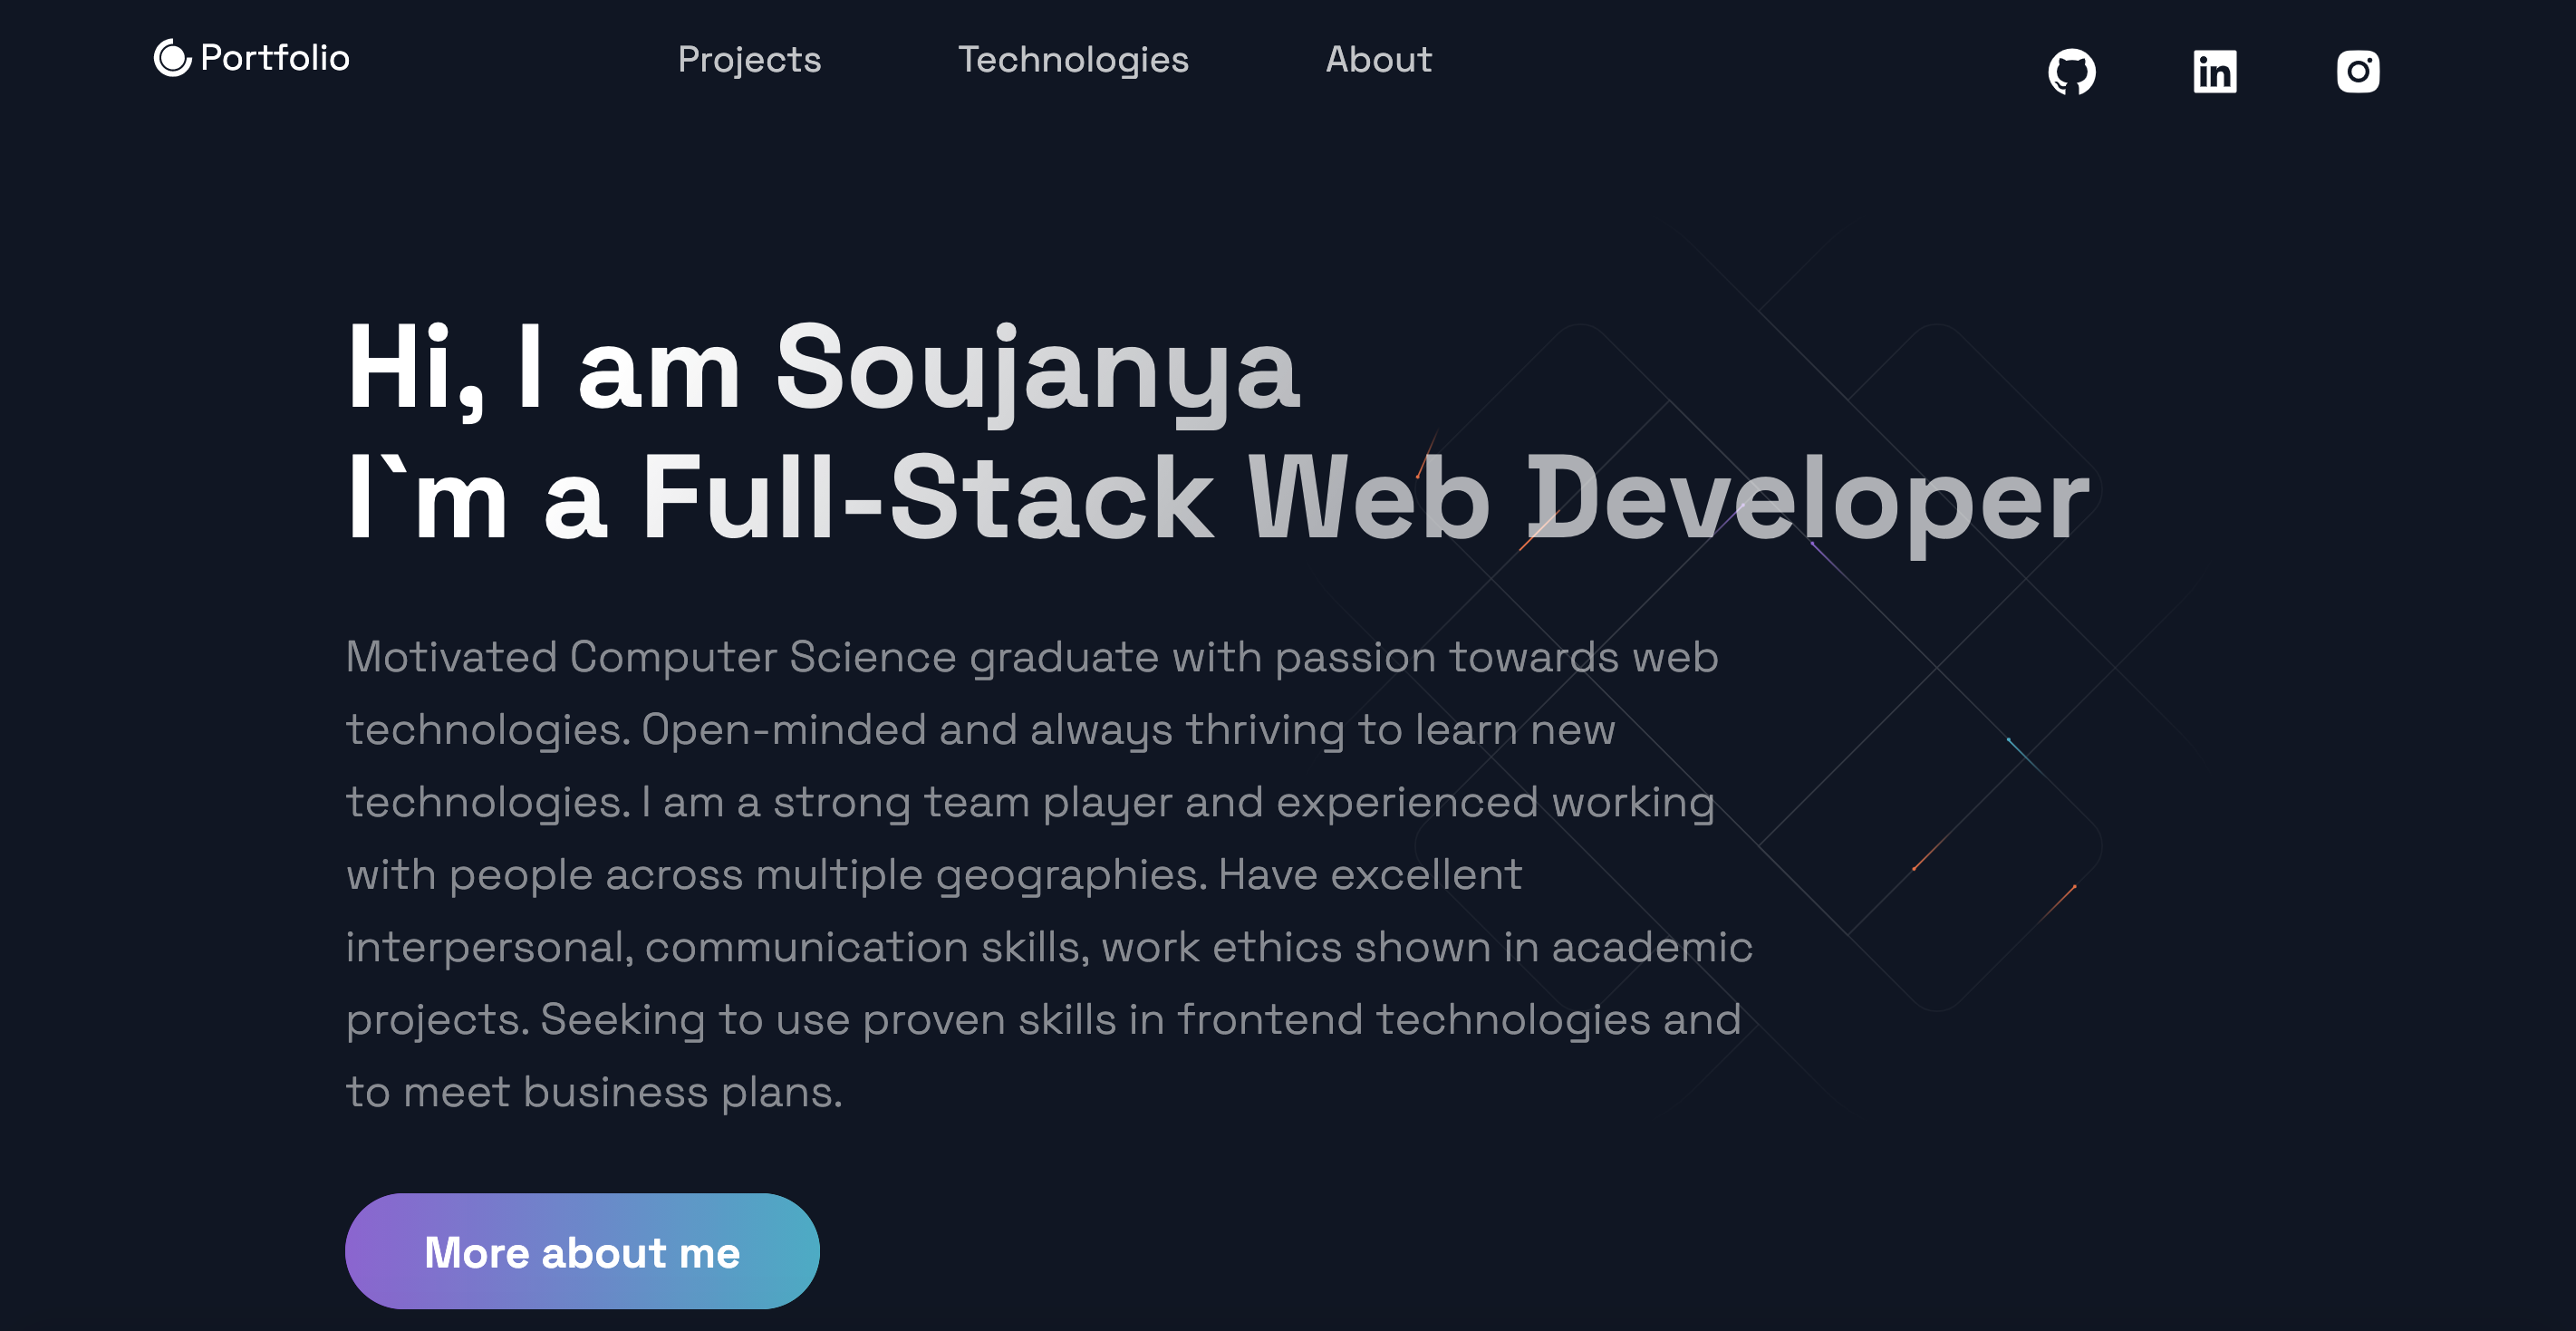 Portfolio
Projects
Technologies
About
in
Hi, I am Soujanya
I`m a Full-Stack Web Developer
Motivated Computer Science graduate with passion towards web
technologies. Open-minded and always thriving to learn new
technologies. I am a strong team player and experienced working
with people across multiple geographies. Have excellent
interpersonal, communication skills, work ethics shown in academic
projects. Seeking to use proven skills in frontend technologies and
to meet business plans.
More about me